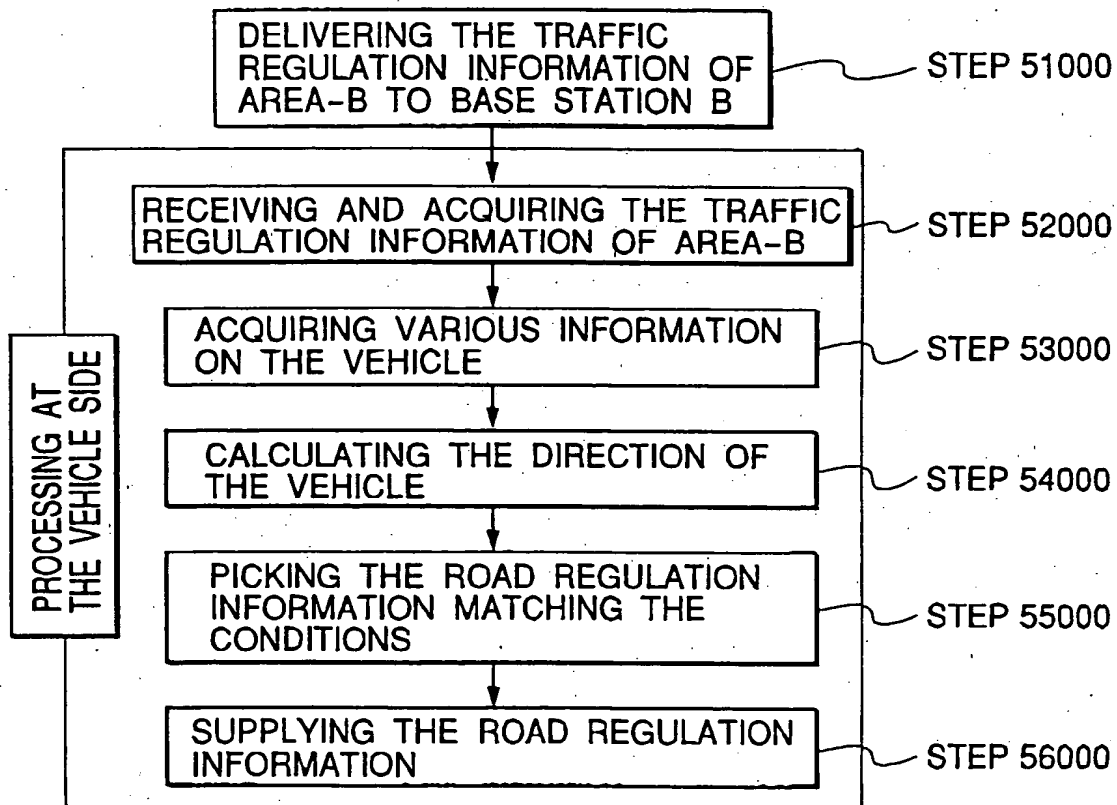 DELIVERING THE TRAFFIC
REGULATION INFORMATION OF
AREA-B TO BASE STATION B
STEP 51000
RECEIVING AND ACQUIRING THE TRAFFIC
REGULATION INFORMATION OF AREA-B
STEP 52000
ACQUIRING VARIOUS INFORMATION
ON THE VEHICLE
STEP 53000
PROCESSING AT
THE VEHICLE SIDE
CALCULATING THE DIRECTION OF
THE VEHICLE
STEP 54000
PICKING THE ROAD REGULATION
INFORMATION MATCHING THE
CONDITIONS
STEP 55000
SUPPLYING THE ROAD REGULATION
INFORMATION
STEP 56000